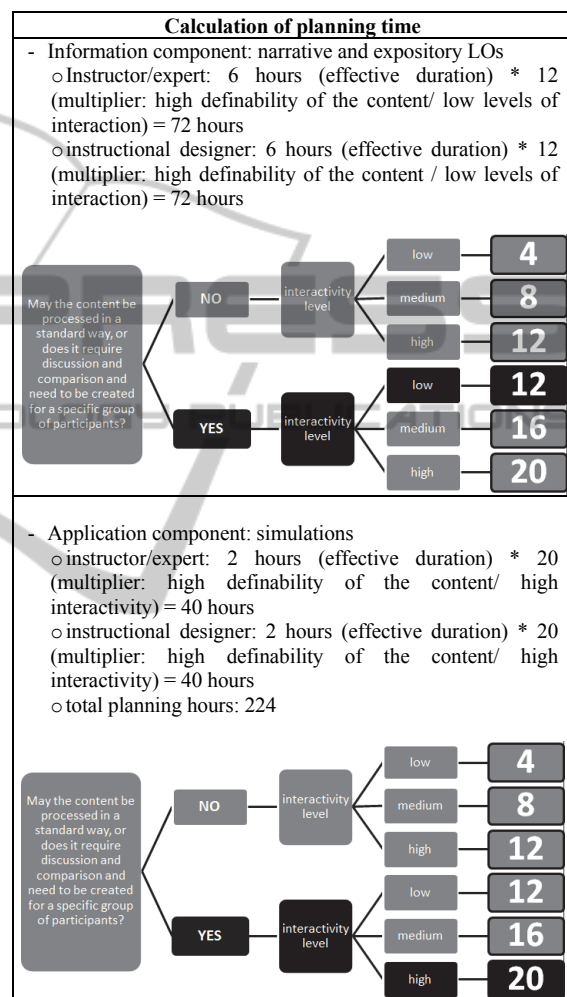 Calculation of planning time
- Information component: narrative and expository LOs
o Instructor/expert: 6 hours (effective duration) * 12
(multiplier: high definability of the content/ low levels of
interaction) = 72 hours
o instructional designer: 6 hours (effective duration) * 12
(multiplier: high definability of the content / low levels of
interaction) = 72 hours
May the content be
processed in a
standard way, or
does it require
discussion and
comparison and
need to be created
for a specific group
of participants?
NO
interactivity
level
low
4
medium
8
high
12
YES
interactivity
level
low
12
medium
16
high
20
- Application component: simulations
o instructor/expert: 2 hours (effective duration) * 20
(multiplier: high definability of the content/ high
interactivity) = 40 hours
o instructional designer: 2 hours (effective duration) * 20
(multiplier: high definability of the content/ high
interactivity) = 40 hours
o total planning hours: 224
May the content be
processed in a
standard way, or
does it require
discussion and
comparison and
need to be created
for a specific group
of participants?
NO
interactivity
level
low
4
medium
8
high
12
YES
interactivity
level
low
12
medium
16
high
20